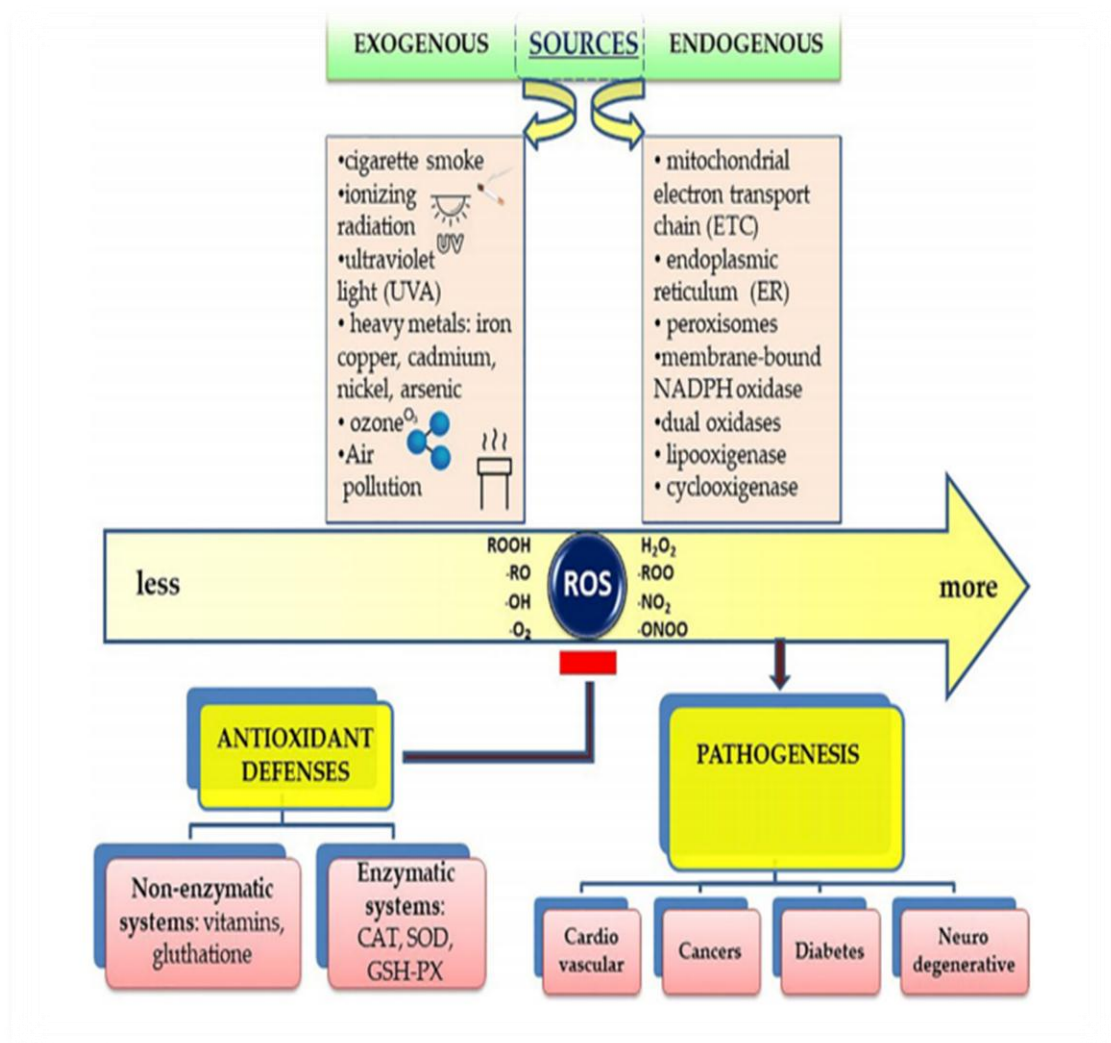 EXOGENOUS SOURCES ENDOGENOUS
•cigarette smoke
•ionizing
radiation
UV
•ultraviolet
light (UVA)
• heavy metals: iron
copper, cadmium,
nickel, arsenic
• ozone O₃
•Air
pollution
• mitochondrial
electron transport
chain (ETC)
• endoplasmic
reticulum (ER)
• peroxisomes
•membrane-bound
NADPH oxidase
•dual oxidases
• lipooxigenase
• cyclooxigenase
less
ROOH
·RO
·OH
·O₂
ROS
H₂O₂
·ROO
·NO₂
·ONOO
more
ANTIOXIDANT
DEFENSES
Non-enzymatic
systems: vitamins,
gluthatione
Enzymatic
systems:
CAT, SOD,
GSH-PX
PATHOGENESIS
Cardio
vascular
Cancers
Diabetes
Neuro
degenerative